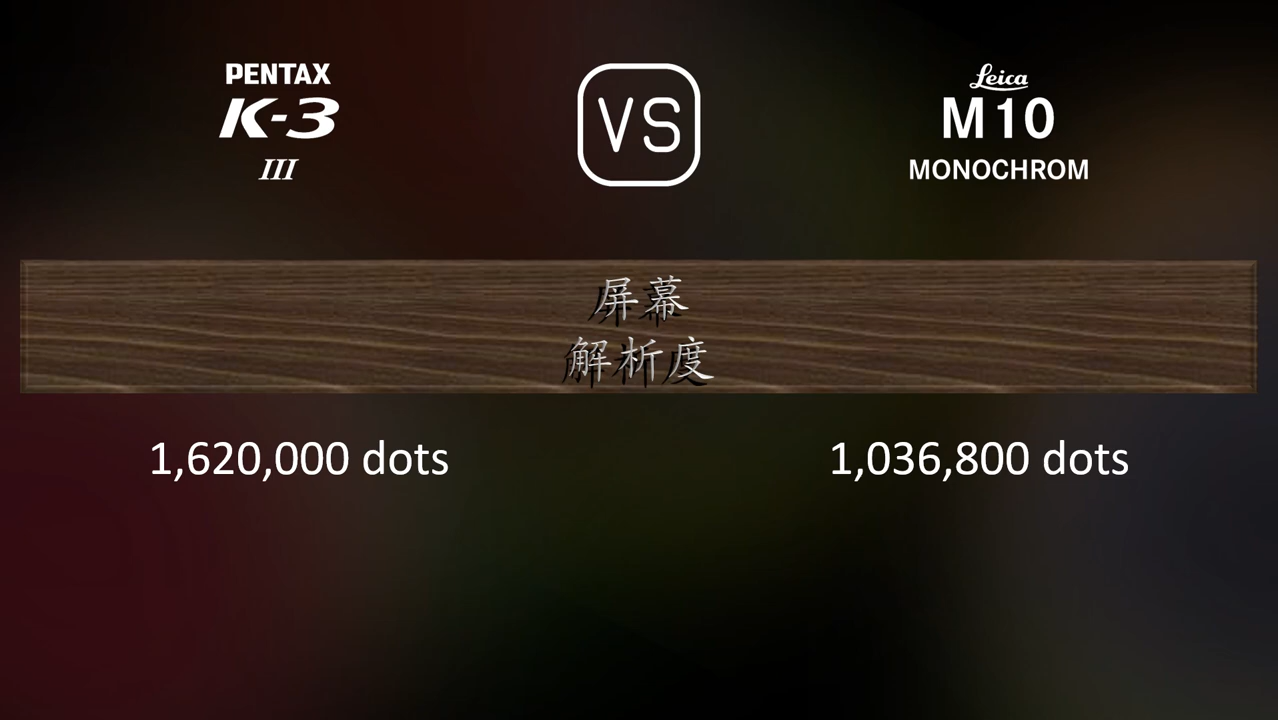 PENTAX
K-3
III
VS
Leica
M10
MONOCHROM
屏幕
解析度
1,620,000 dots
1,036,800 dots